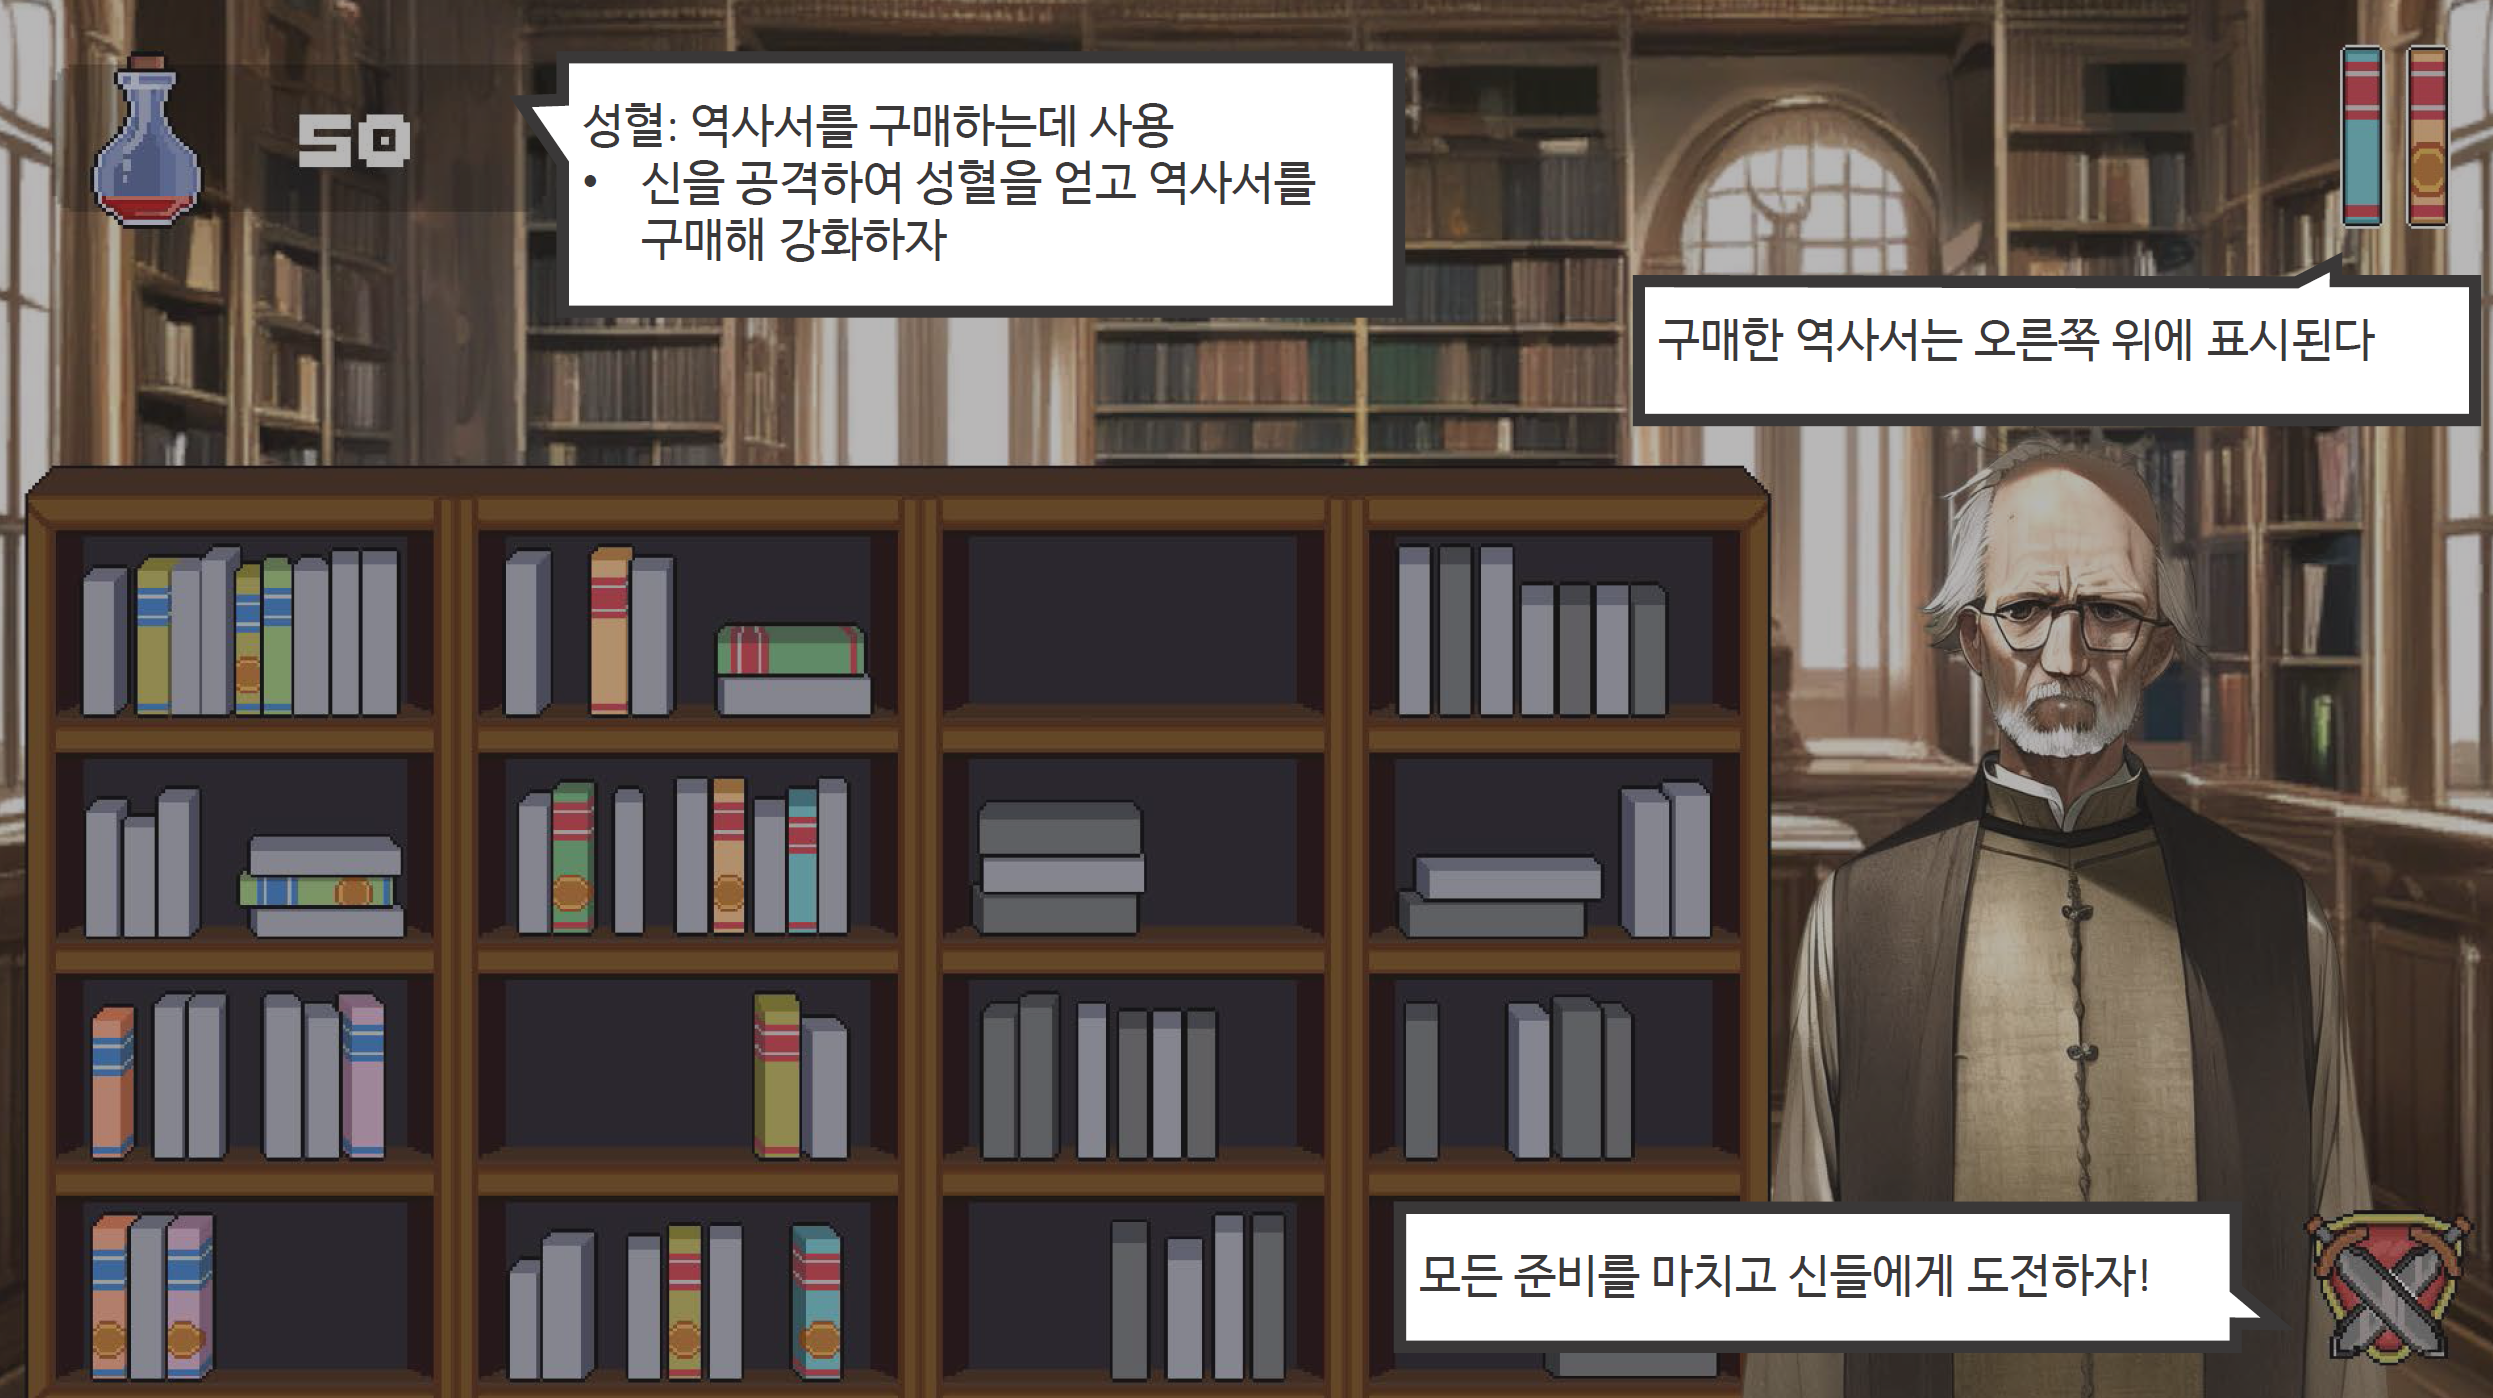 50
성혈: 역사서를 구매하는데 사용
• 신을 공격하여 성혈을 얻고 역사서를
구매해 강화하자
구매한 역사서는 오른쪽 위에 표시된다
모든 준비를 마치고 신들에게 도전하자!